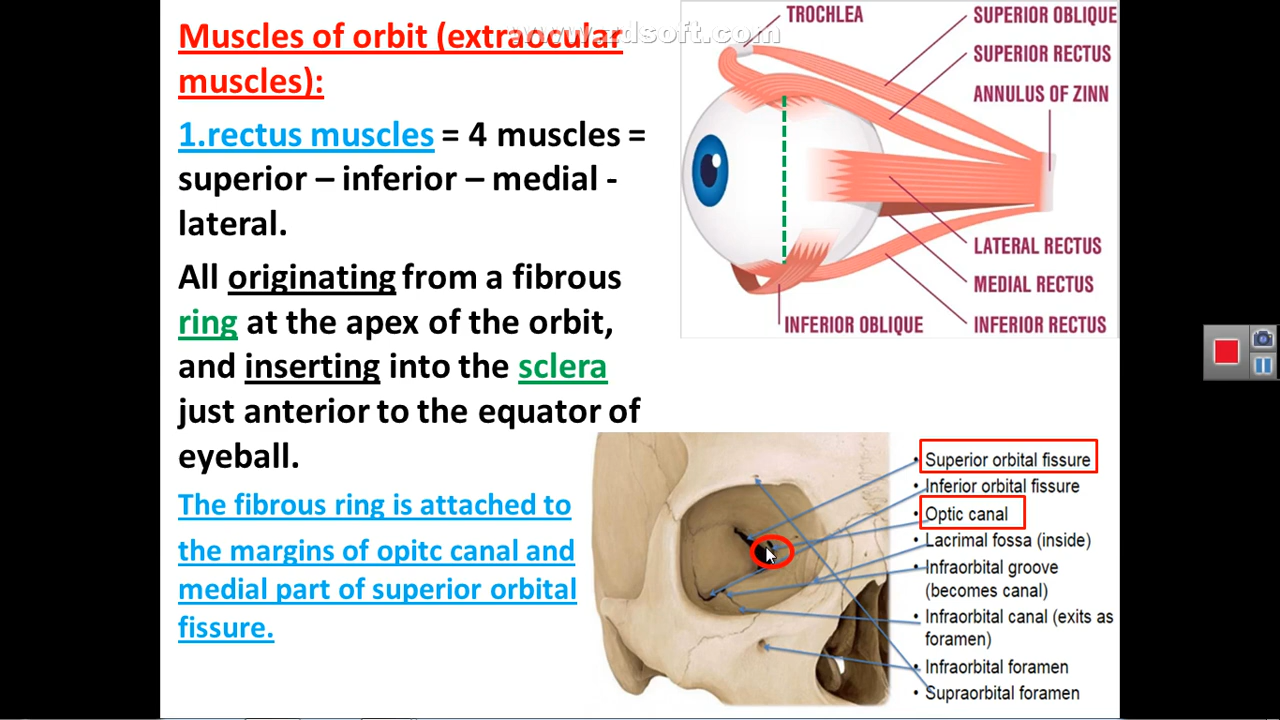 Muscles of orbit (extraocular
muscles):
1.rectus muscles = 4 muscles =
superior – inferior – medial -
lateral.
All originating from a fibrous
ring at the apex of the orbit,
and inserting into the sclera
just anterior to the equator of
eyeball.
The fibrous ring is attached to
the margins of opitc canal and
medial part of superior orbital
fissure.
www.zdsoft.com
TROCHLEA
SUPERIOR OBLIQUE
SUPERIOR RECTUS
ANNULUS OF ZINN
LATERAL RECTUS
MEDIAL RECTUS
INFERIOR RECTUS
INFERIOR OBLIQUE
• Superior orbital fissure
• Inferior orbital fissure
• Optic canal
• Lacrimal fossa (inside)
• Infraorbital groove
(becomes canal)
• Infraorbital canal (exits as
foramen)
• Infraorbital foramen
• Supraorbital foramen